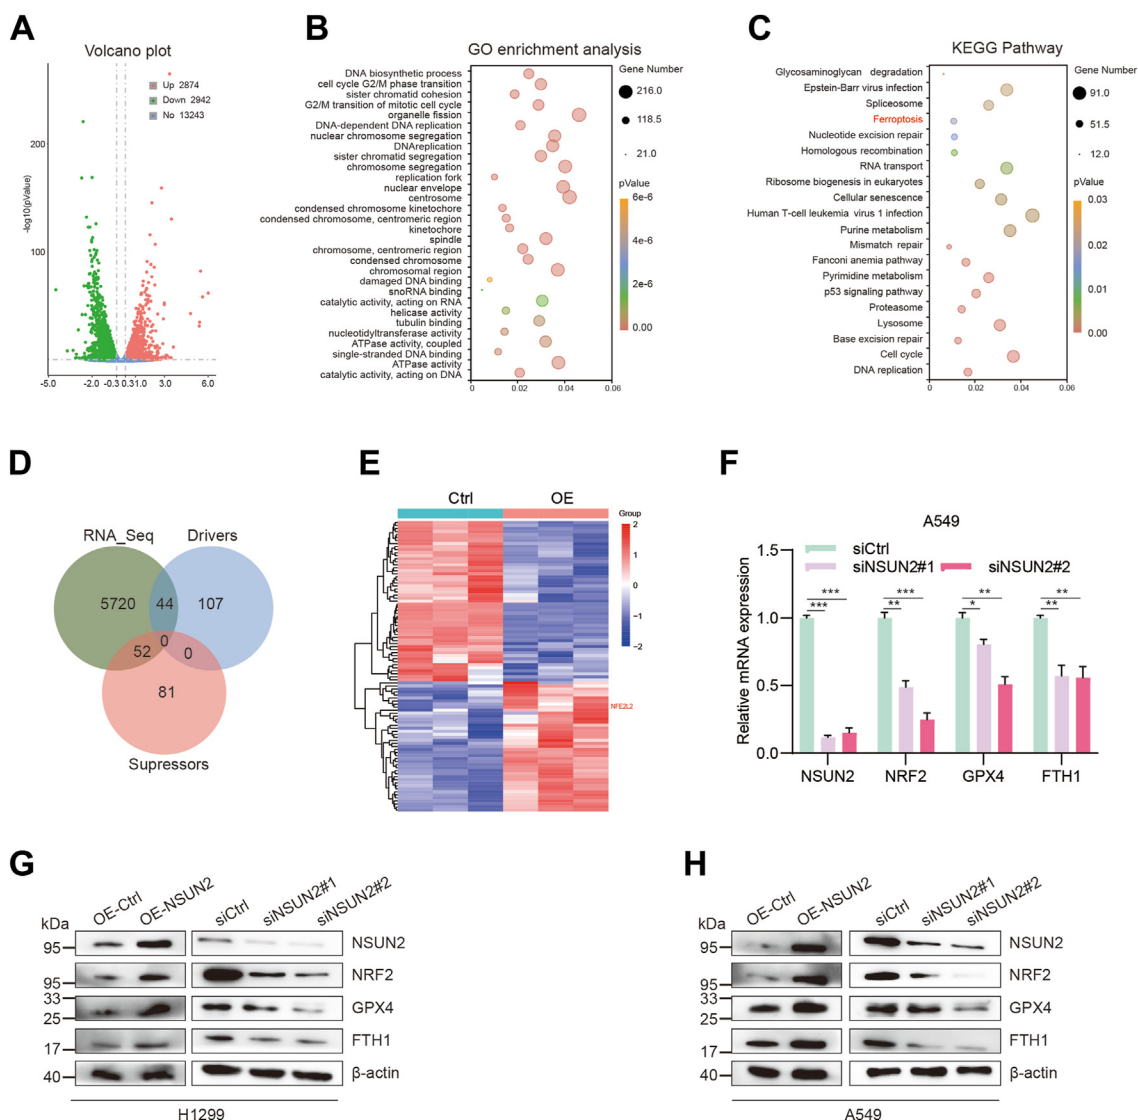 A
Volcano plot
Up 2874
Down 2942
No 13243
-log10(pValue)
200
100
-5.0 -2.0 -0.3 0.3 1.0 3.0 6.0
B
GO enrichment analysis
DNA biosynthetic process
cell cycle G2/M phase transition
sister chromatid cohesion
G2/M transition of mitotic cell cycle
organelle fission
DNA-dependent DNA replication
nuclear chromosome segregation
DNAreplication
sister chromatid segregation
chromosome segregation
replication fork
nuclear envelope
centrosome
condensed chromosome kinetochore
condensed chromosome, centromeric region
kinetochore
spindle
chromosome, centromeric region
condensed chromosome
chromosomal region
damaged DNA binding
snoRNA binding
catalytic activity, acting on RNA
helicase activity
tubulin binding
nucleotidyltransferase activity
ATPase activity, coupled
single-stranded DNA binding
ATPase activity
catalytic activity, acting on DNA
0.02 0.04 0.06
Gene Number
216.0
118.5
21.0
pValue
6e-6
4e-6
2e-6
0.00
C
KEGG Pathway
Glycosaminoglycan degradation
Epstein-Barr virus infection
Spliceosome
Ferroptosis
Nucleotide excision repair
Homologous recombination
RNA transport
Ribosome biogenesis in eukaryotes
Cellular senescence
Human T-cell leukemia virus 1 infection
Purine metabolism
Mismatch repair
Fanconi anemia pathway
Pyrimidine metabolism
p53 signaling pathway
Proteasome
Lysosome
Base excision repair
Cell cycle
DNA replication
0 0.02 0.04 0.06
Gene Number
91.0
51.5
12.0
pValue
0.03
0.02
0.01
0.00
D
RNA_Seq Drivers
5720 44 107
0
52 0
81
Supressors
E
Ctrl OE
Group
2
1
0
−1
−2
NFE2L2
F
A549
siCtrl
siNSUN2#1 siNSUN2#2
Relative mRNA expression
1.5
1.0
0.5
0.0
*** *** ** **
*** ** * **
NSUN2 NRF2 GPX4 FTH1
G
kDa OE-Ctrl OE-NSUN2 siCtrl siNSUN2#1 siNSUN2#2
95 NSUN2
95 NRF2
33
25 GPX4
17 FTH1
40 β-actin
H1299
H
kDa OE-Ctrl OE-NSUN2 siCtrl siNSUN2#1 siNSUN2#2
95 NSUN2
95 NRF2
33
25 GPX4
17 FTH1
40 β-actin
A549